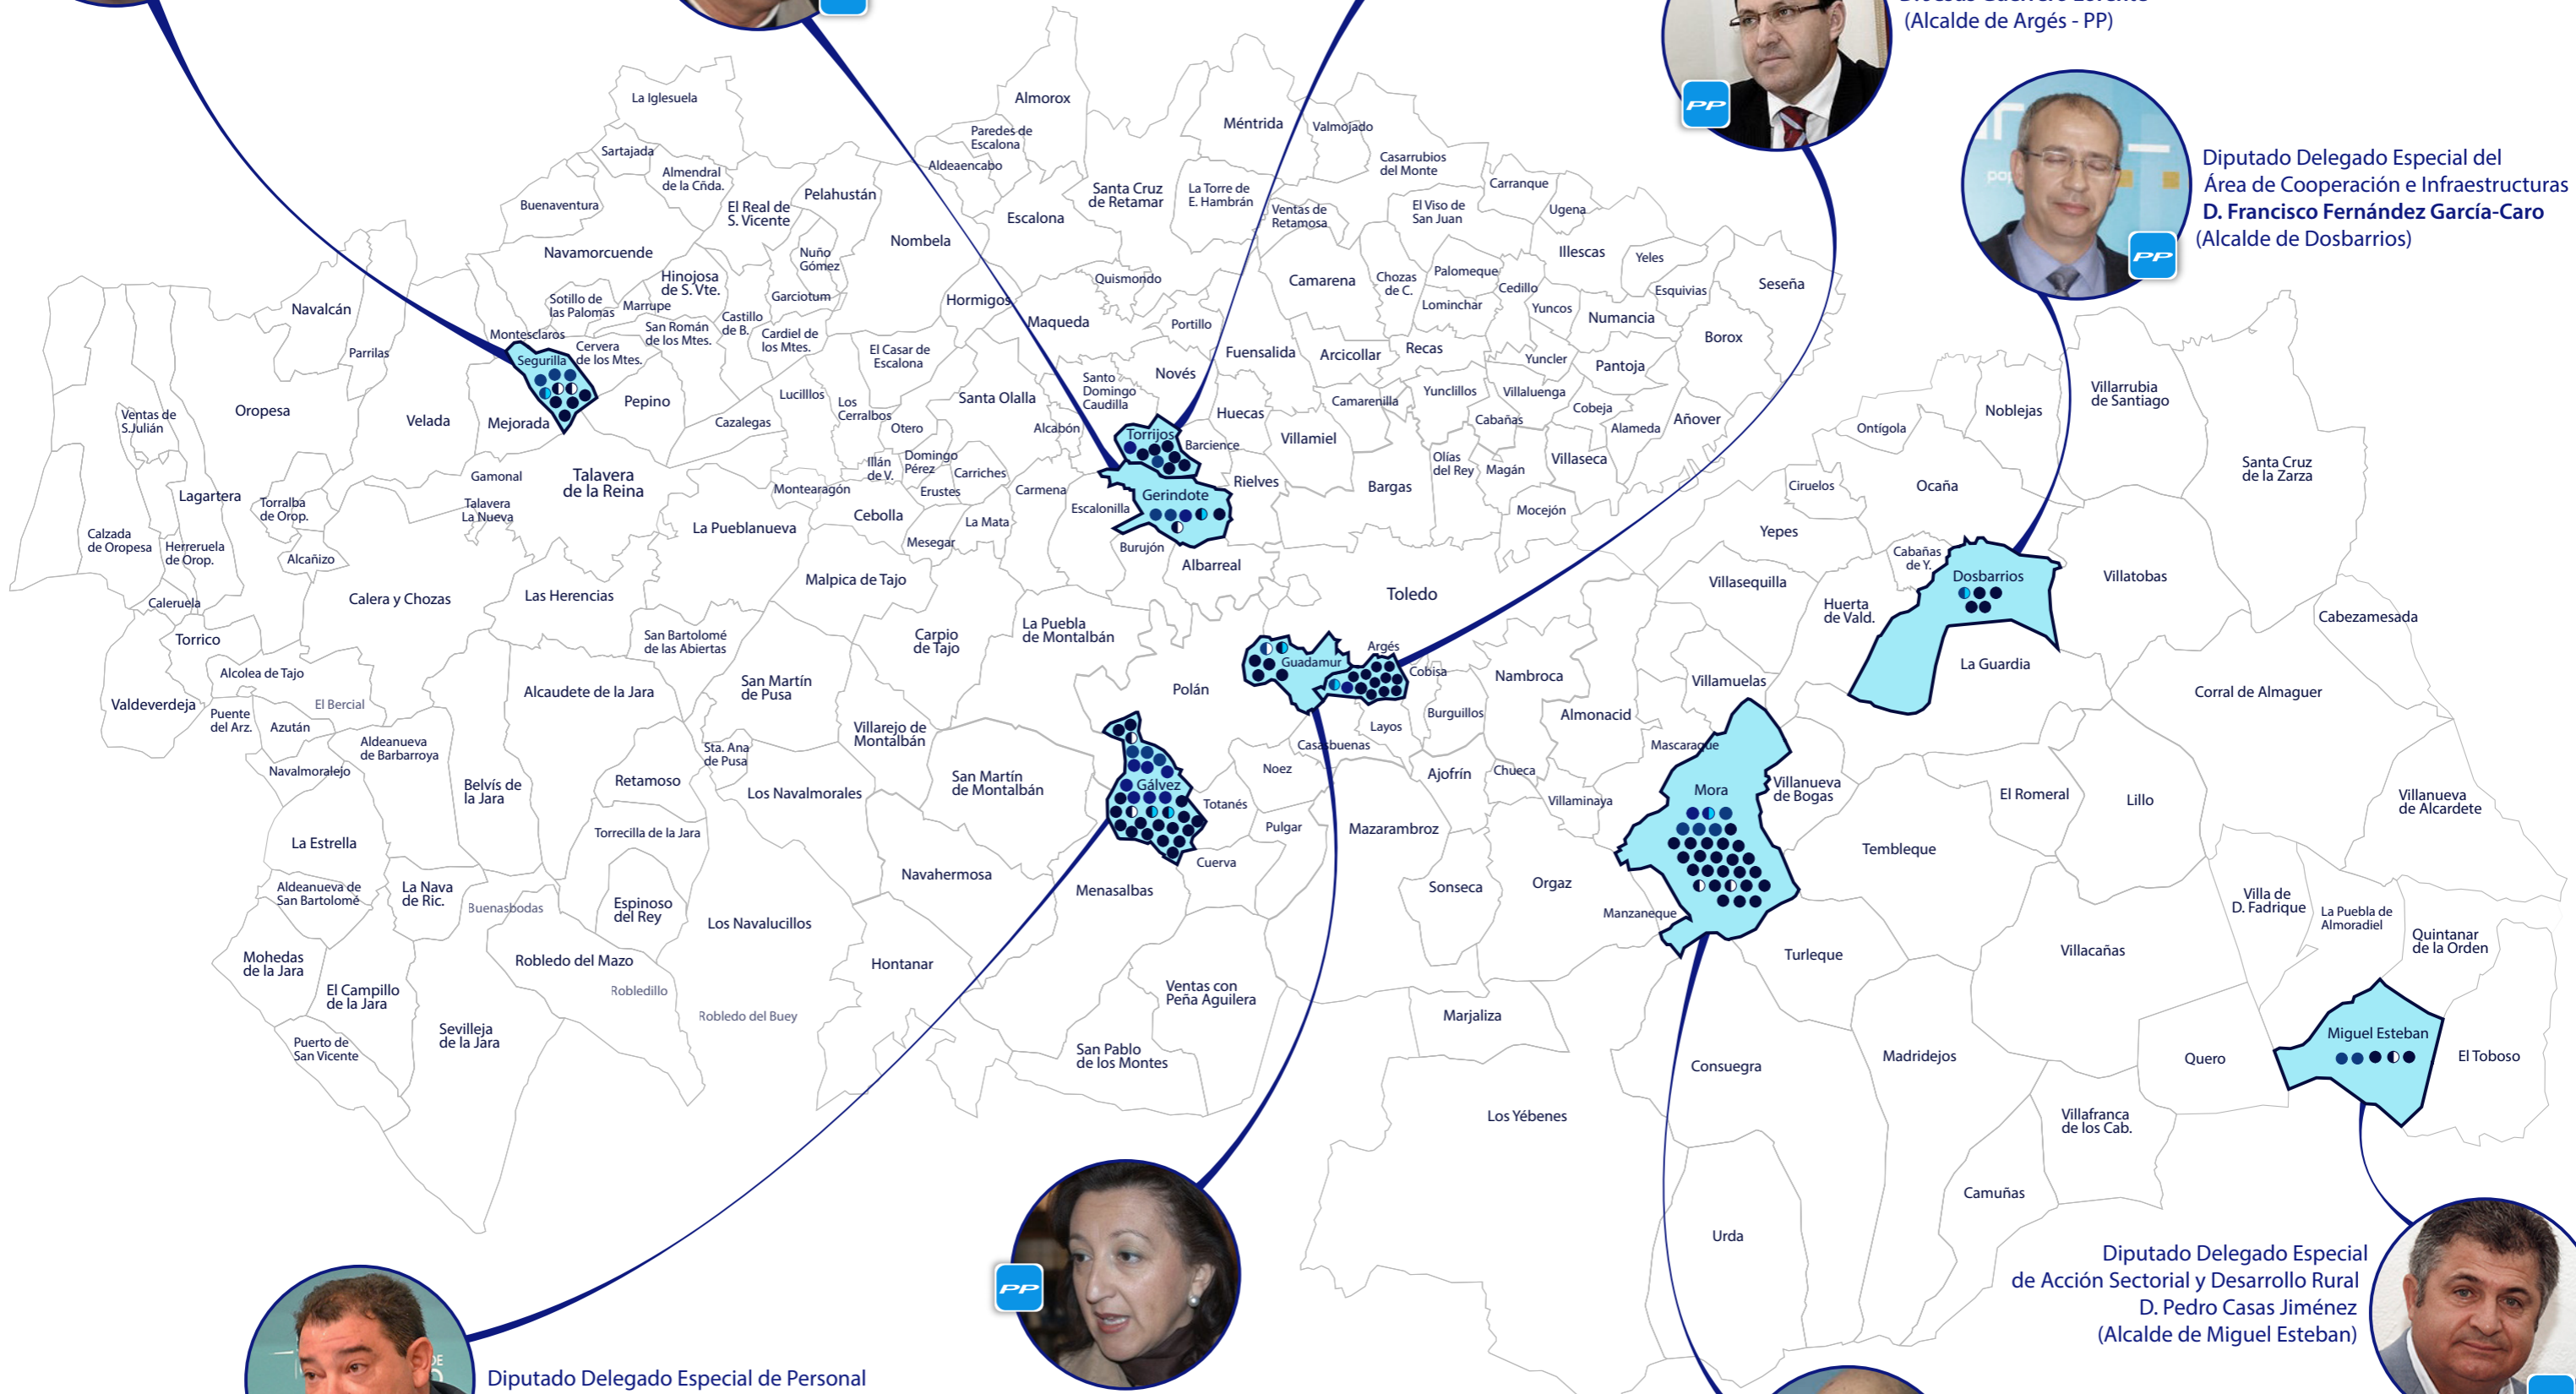 Diosdás Guerrero Lorente
(Alcalde de Argés - PP)
PP
Diputado Delegado Especial del
Área de Cooperación e Infraestructuras
D. Francisco Fernández García-Caro
(Alcalde de Dosbarrios)
PP
La Iglesuela
Almorox
Méntrida
Valmojado
Paredes de
Escalona
Sartajada
Aldeaencabo
Casarrubios
del Monte
Almendral
de la Cñda.
Carranque
Pelahustán
Santa Cruz
de Retamar
La Torre de
E. Hambrán
Buenaventura
El Real de
S. Vicente
Escalona
Ventas de
Retamosa
El Viso de
San Juan
Ugena
Nombela
Navamorcuende
Nuño
Gómez
Illescas
Yeles
Hinojosa
de S. Vte.
Quismondo
Camarena
Chozas
de C.
Palomeque
Cedillo
Esquivias
Seseña
Navalcán
Sotillo de
las Palomas
Marrupe
Garciotum
Hormigos
Lominchar
Yuncos
Numancia
Montesclaros
San Román
de los Mtes.
Castillo
de B.
Cardiel de
los Mtes.
Maqueda
Portillo
Borox
Parrilas
Segurilla
Cervera
de los Mtes.
El Casar de
Escalona
Fuensalida
Arcicollar
Recas
Yuncler
Pantoja
Novés
Santo
Domingo
Caudilla
Villarrubia
de Santiago
Ventas de
S.Julián
Oropesa
Velada
Mejorada
Pepino
Lucilllos
Los
Cerralbos
Santa Olalla
Huecas
Camarenilla
Yunclillos
Villaluenga
Cobeja
Noblejas
Cazalegas
Otero
Alcabón
Torrijos
Barcience
Villamiel
Cabañas
Alameda
Añover
Ontígola
Gamonal
Talavera
de la Reina
Illán
de V.
Domingo
Pérez
Carriches
Olías
del Rey
Magán
Villaseca
Santa Cruz
de la Zarza
Lagartera
Torralba
de Orop.
Talavera
La Nueva
Montearagón
Erustes
Carmena
Gerindote
Rielves
Bargas
Ciruelos
Ocaña
La Pueblanueva
Cebolla
La Mata
Escalonilla
Mocejón
Calzada
de Oropesa
Herreruela
de Orop.
Alcañizo
Mesegar
Burujón
Yepes
Cabañas
de Y.
Albarreal
Malpica de Tajo
Villasequilla
Dosbarrios
Villatobas
Caleruela
Calera y Chozas
Las Herencias
Toledo
Huerta
de Vald.
Cabezamesada
Torrico
San Bartolomé
de las Abiertas
Carpio
de Tajo
La Puebla
de Montalbán
Argés
Alcolea de Tajo
Guadamur
Cobisa
Nambroca
La Guardia
Valdeverdeja
El Bercial
Alcaudete de la Jara
San Martín
de Pusa
Polán
Villamuelas
Corral de Almaguer
Puente
del Arz.
Azután
Villarejo de
Montalbán
Layos
Burguillos
Almonacid
Aldeanueva
de Barbarroya
Sta. Ana
de Pusa
Casasbuenas
Mascaraque
Navalmoralejo
Belvís de
la Jara
Retamoso
Los Navalmorales
San Martín
de Montalbán
Gálvez
Noez
Ajofrín
Chueca
Mora
Villanueva
de Bogas
El Romeral
Lillo
Villanueva
de Alcardete
Totanés
Villaminaya
La Estrella
Torrecilla de la Jara
Pulgar
Mazarambroz
Tembleque
Aldeanueva de
San Bartolomé
La Nava
de Ric.
Buenasbodas
Espinoso
del Rey
Navahermosa
Menasalbas
Cuerva
Sonseca
Orgaz
Manzaneque
Villa de
D. Fadrique
La Puebla de
Almoradiel
Los Navalucillos
Quintanar
de la Orden
Mohedas
de la Jara
Robledo del Mazo
Hontanar
Turleque
Villacañas
El Campillo
de la Jara
Robledillo
Ventas con
Peña Aguilera
Robledo del Buey
Marjaliza
Puerto de
San Vicente
Sevilleja
de la Jara
San Pablo
de los Montes
Consuegra
Madridejos
Quero
Miguel Esteban
El Toboso
Los Yébenes
Villafranca
de los Cab.
Camuñas
Urda
PP
Diputado Delegado Especial
de Acción Sectorial y Desarrollo Rural
D. Pedro Casas Jiménez
(Alcalde de Miguel Esteban)
Diputado Delegado Especial de Personal